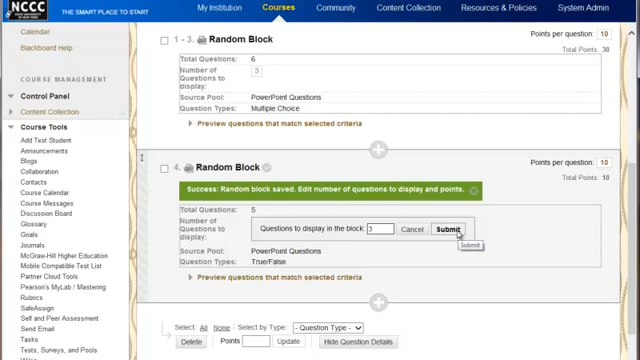 NCCC
THE SMART PLACE TO START
My Institution
Courses
Community
Content Collection
Resources & Policies
System Admin
Calendar
Blackboard Help
COURSE MANAGEMENT
Control Panel
Content Collection
Course Tools
Add Test Student
Announcements
Blogs
Collaboration
Contacts
Course Calendar
Course Messages
Discussion Board
Glossary
Goals
Journals
McGraw-Hill Higher Education
Mobile Compatible Test List
Partner Cloud Tools
Pearson's MyLab / Mastering
Rubrics
SafeAssign
Self and Peer Assessment
Send Email
Tasks
Tests, Surveys, and Pools
1 - 3. Random Block
Points per question: 10
Total Points: 30
Total Questions: 6
Number of Questions to display: 3
Source Pool: PowerPoint Questions
Question Types: Multiple Choice
Preview questions that match selected criteria
4. Random Block
Points per question: 10
Total Points: 10
Success: Random block saved. Edit number of questions to display and points.
Total Questions: 5
Number of Questions to display: Questions to display in the block: 3 Cancel Submit
Submit
Source Pool: PowerPoint Questions
Question Types: True/False
Preview questions that match selected criteria
Select: All None Select by Type: - Question Type -
Delete Points Update Hide Question Details